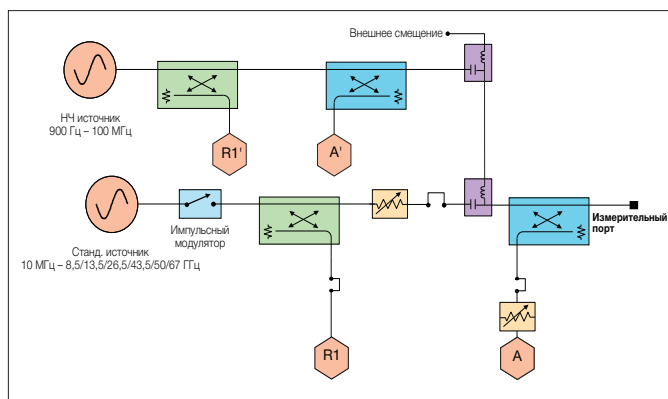 Внешнее смещение
НЧ источник
900 Гц – 100 МГц
R1'
A'
Станд. источник
10 МГц – 8,5/13,5/26,5/43,5/50/67 ГГц
Импульсный
модулятор
Измерительный
порт
R1
A